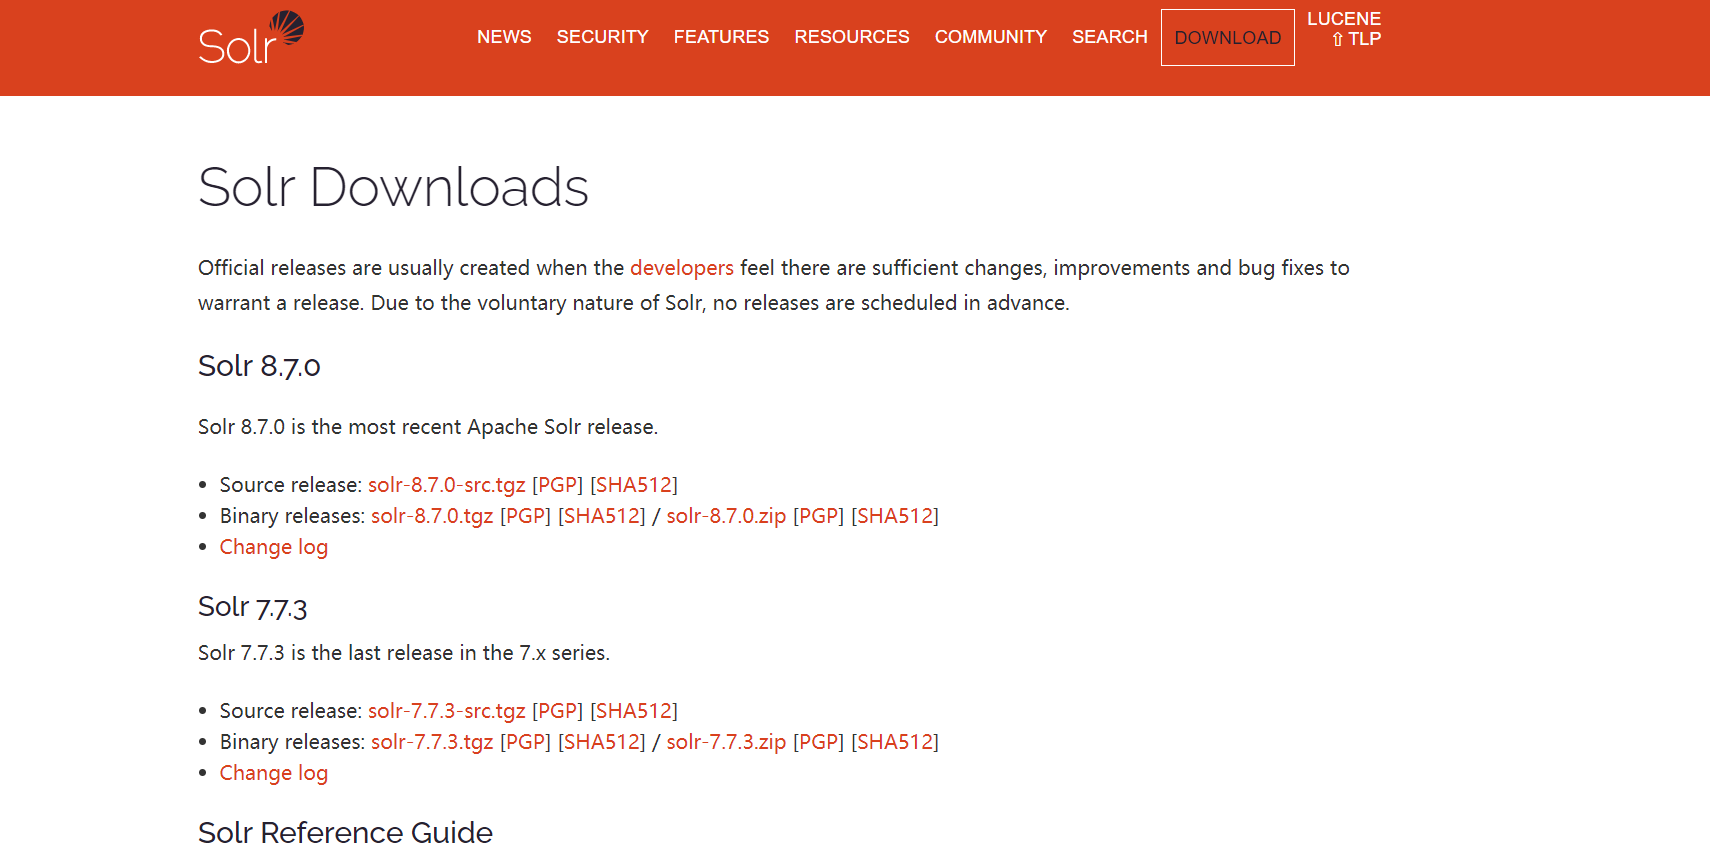 Solr
NEWS SECURITY FEATURES RESOURCES COMMUNITY SEARCH DOWNLOAD LUCENE
⇧ TLP
Solr Downloads
Official releases are usually created when the developers feel there are sufficient changes, improvements and bug fixes to
warrant a release. Due to the voluntary nature of Solr, no releases are scheduled in advance.
Solr 8.7.0
Solr 8.7.0 is the most recent Apache Solr release.
• Source release: solr-8.7.0-src.tgz [PGP] [SHA512]
• Binary releases: solr-8.7.0.tgz [PGP] [SHA512] / solr-8.7.0.zip [PGP] [SHA512]
• Change log
Solr 7.7.3
Solr 7.7.3 is the last release in the 7.x series.
• Source release: solr-7.7.3-src.tgz [PGP] [SHA512]
• Binary releases: solr-7.7.3.tgz [PGP] [SHA512] / solr-7.7.3.zip [PGP] [SHA512]
• Change log
Solr Reference Guide